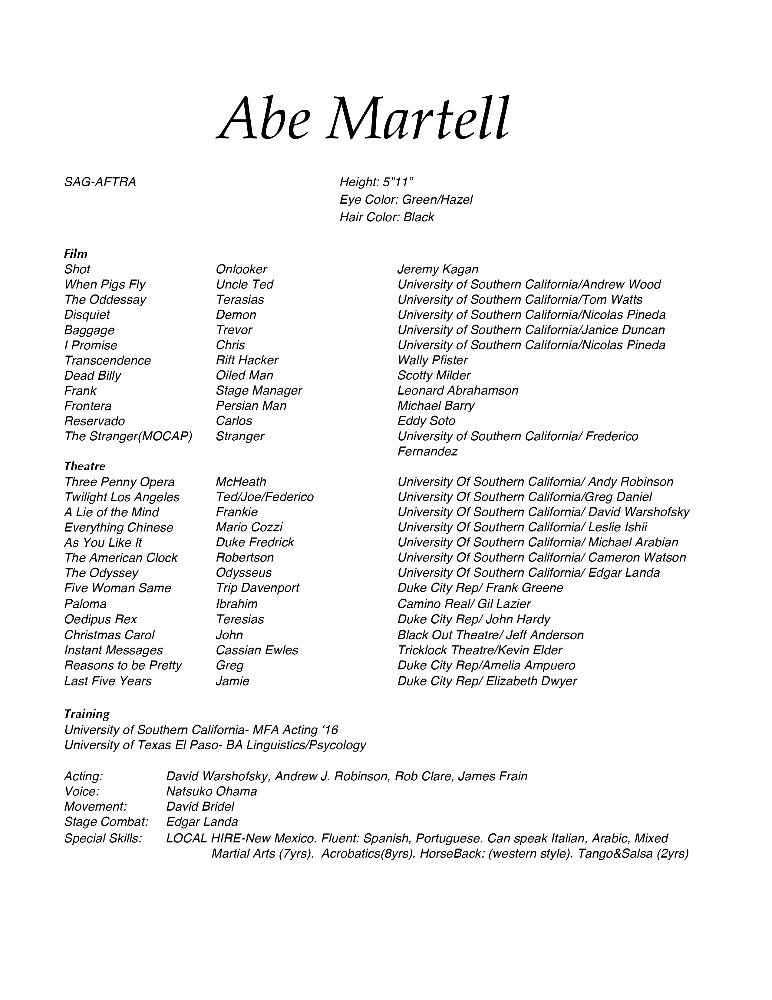 Abe Martell
SAG-AFTRA Height: 5"11"
Eye Color: Green/Hazel
Hair Color: Black
Film
Shot Onlooker Jeremy Kagan
When Pigs Fly Uncle Ted University of Southern California/Andrew Wood
The Oddessay Terasias University of Southern California/Tom Watts
Disquiet Demon University of Southern California/Nicolas Pineda
Baggage Trevor University of Southern California/Janice Duncan
I Promise Chris University of Southern California/Nicolas Pineda
Transcendence Rift Hacker Wally Pfister
Dead Billy Oiled Man Scotty Milder
Frank Stage Manager Leonard Abrahamson
Frontera Persian Man Michael Barry
Reservado Carlos Eddy Soto
The Stranger(MOCAP) Stranger University of Southern California/ Frederico
Fernandez
Theatre
Three Penny Opera McHeath University Of Southern California/ Andy Robinson
Twilight Los Angeles Ted/Joe/Federico University Of Southern California/Greg Daniel
A Lie of the Mind Frankie University Of Southern California/ David Warshofsky
Everything Chinese Mario Cozzi University Of Southern California/ Leslie Ishii
As You Like It Duke Fredrick University Of Southern California/ Michael Arabian
The American Clock Robertson University Of Southern California/ Cameron Watson
The Odyssey Odysseus University Of Southern California/ Edgar Landa
Five Woman Same Trip Davenport Duke City Rep/ Frank Greene
Paloma Ibrahim Camino Real/ Gil Lazier
Oedipus Rex Teresias Duke City Rep/ John Hardy
Christmas Carol John Black Out Theatre/ Jeff Anderson
Instant Messages Cassian Ewles Tricklock Theatre/Kevin Elder
Reasons to be Pretty Greg Duke City Rep/Amelia Ampuero
Last Five Years Jamie Duke City Rep/ Elizabeth Dwyer
Training
University of Southern California- MFA Acting ‘16
University of Texas El Paso- BA Linguistics/Psycology
Acting: David Warshofsky, Andrew J. Robinson, Rob Clare, James Frain
Voice: Natsuko Ohama
Movement: David Bridel
Stage Combat: Edgar Landa
Special Skills: LOCAL HIRE-New Mexico. Fluent: Spanish, Portuguese. Can speak Italian, Arabic, Mixed
Martial Arts (7yrs). Acrobatics(8yrs). HorseBack: (western style). Tango&Salsa (2yrs)